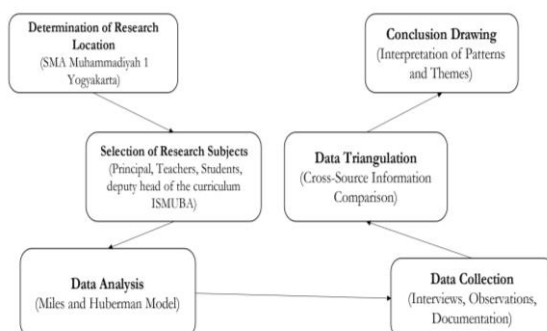 Determination of Research
Location
(SMA Muhammadiyah 1
Yogyakarta)
Selection of Research Subjects
(Principal, Teachers, Students,
deputy head of the curriculum
ISMUBA)
Data Analysis
(Miles and Huberman Model)
Data Collection
(Interviews, Observations,
Documentation)
Data Triangulation
(Cross-Source Information
Comparison)
Conclusion Drawing
(Interpretation of Patterns
and Themes)